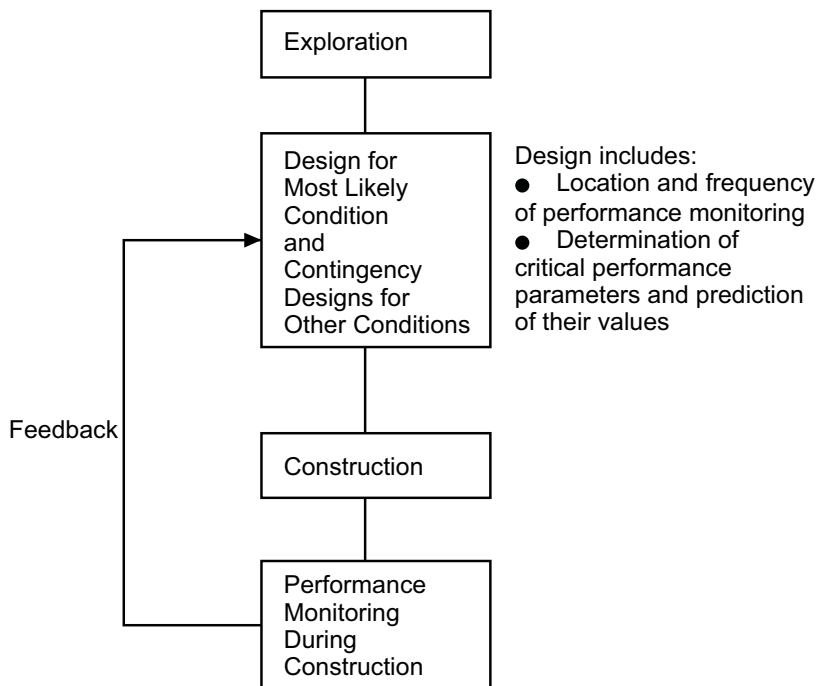 Exploration
Design for
Most Likely
Condition
and
Contingency
Designs for
Other Conditions
Design includes:
● Location and frequency
of performance monitoring
● Determination of
critical performance
parameters and prediction
of their values
Feedback
Construction
Performance
Monitoring
During
Construction